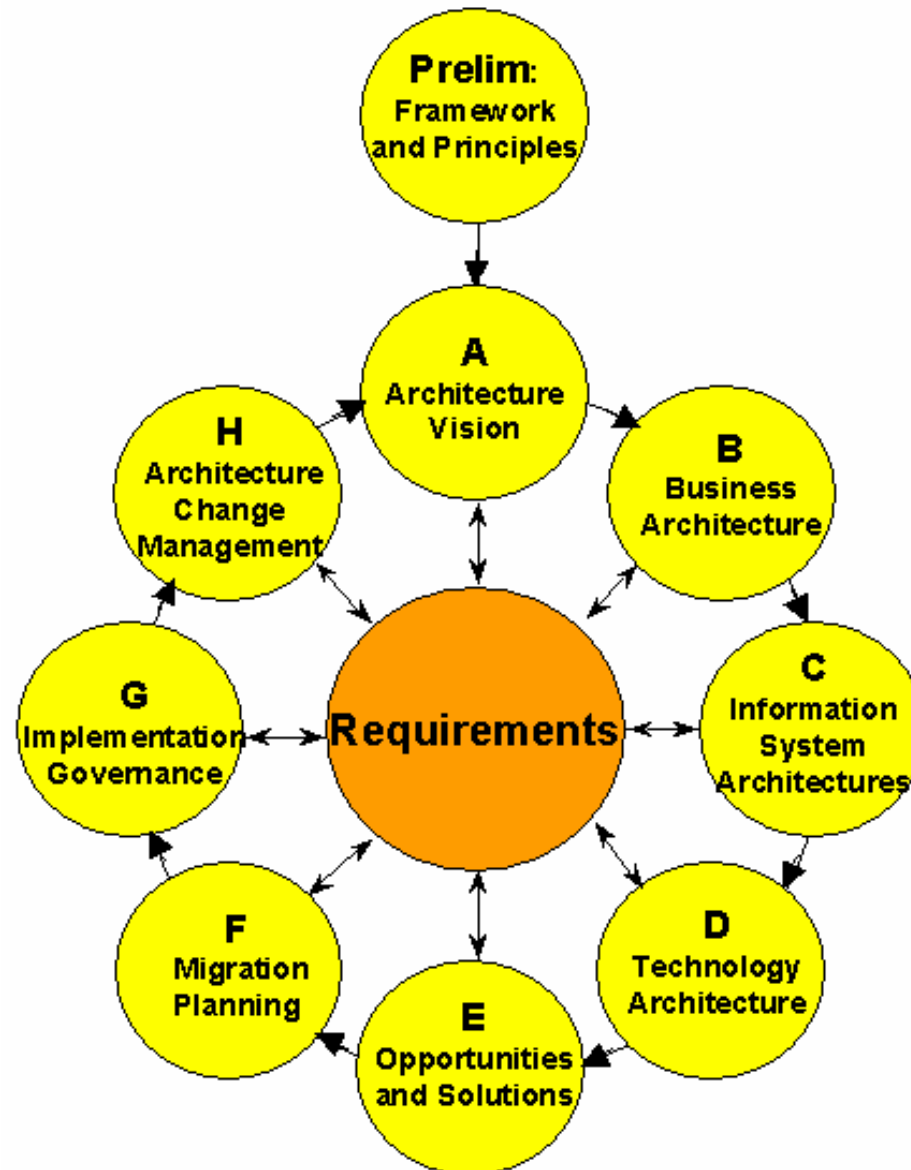 Prelim:
Framework
and Principles
A
Architecture
Vision
B
Business
Architecture
C
Information
System
Architectures
D
Technology
Architecture
E
Opportunities
and Solutions
F
Migration
Planning
G
Implementation
Governance
H
Architecture
Change
Management
Requirements